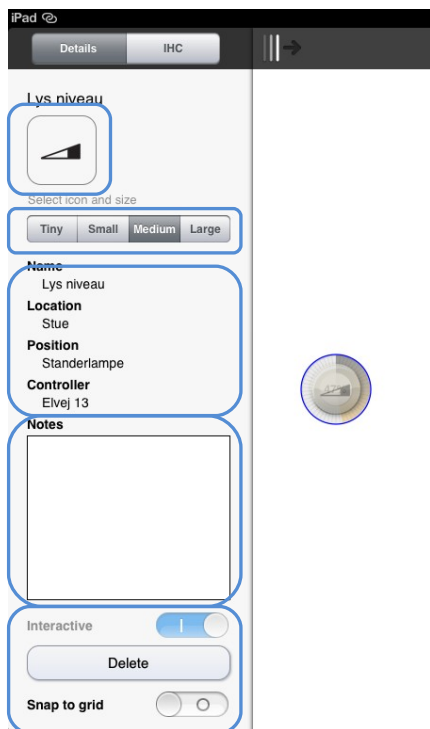 iPad
Details IHC
Lys niveau
Select icon and size
Tiny Small Medium Large
Name
Lys niveau
Location
Stue
Position
Standerlampe
Controller
Elvej 13
Notes
Interactive
Delete
Snap to grid